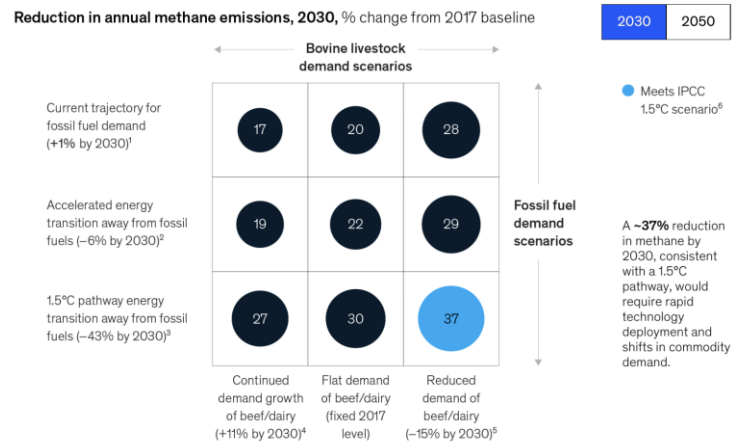 Reduction in annual methane emissions, 2030, % change from 2017 baseline
2030
2050
Bovine livestock
demand scenarios
Current trajectory for
fossil fuel demand
(+1% by 2030)¹
17
20
28
Meets IPCC
1.5°C scenario⁶
Accelerated energy
transition away from fossil
fuels (−6% by 2030)²
19
22
29
Fossil fuel
demand
scenarios
A ~37% reduction
in methane by
2030, consistent
with a 1.5°C
pathway, would
require rapid
technology
deployment and
shifts in commodity
demand.
1.5°C pathway energy
transition away from fossil
fuels (−43% by 2030)³
27
30
37
Continued
demand growth
of beef/dairy
(+11% by 2030)⁴
Flat demand
of beef/dairy
(fixed 2017
level)
Reduced
demand of
beef/dairy
(−15% by 2030)⁵